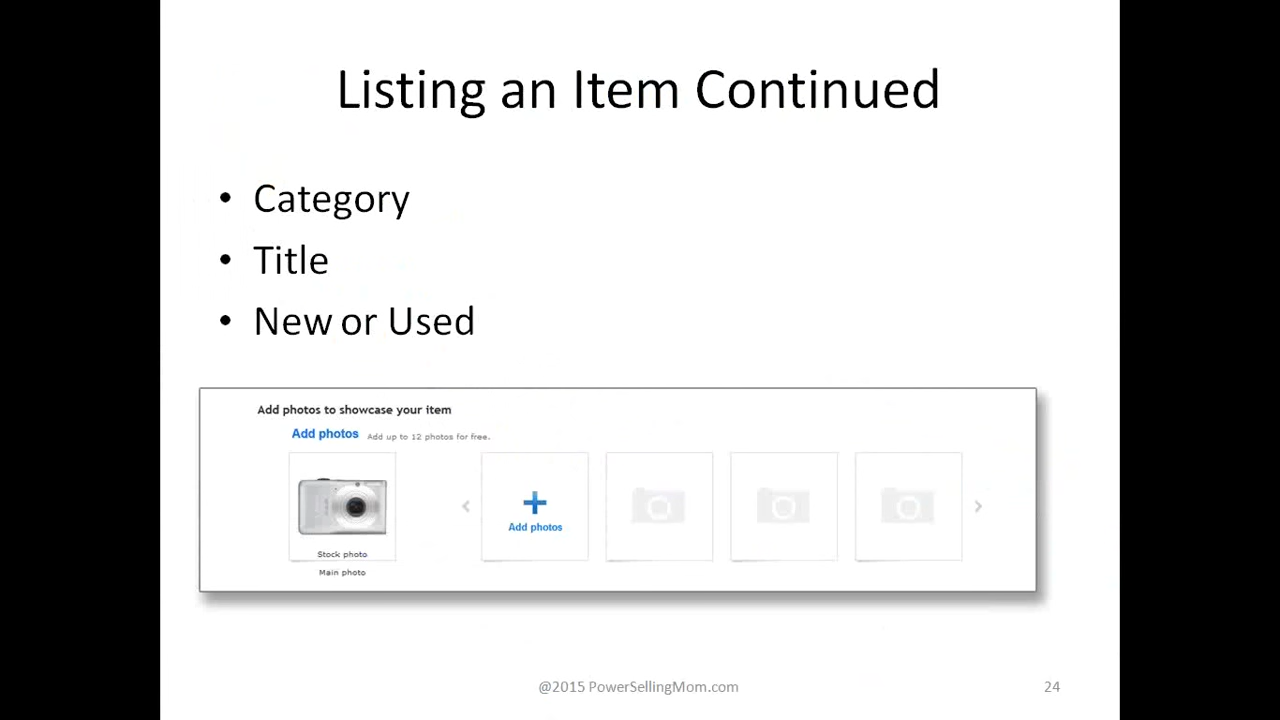 Listing an Item Continued
• Category
• Title
• New or Used
Add photos to showcase your item
Add photos Add up to 12 photos for free.
Add photos
Stock photo
Main photo
@2015 PowerSellingMom.com
24